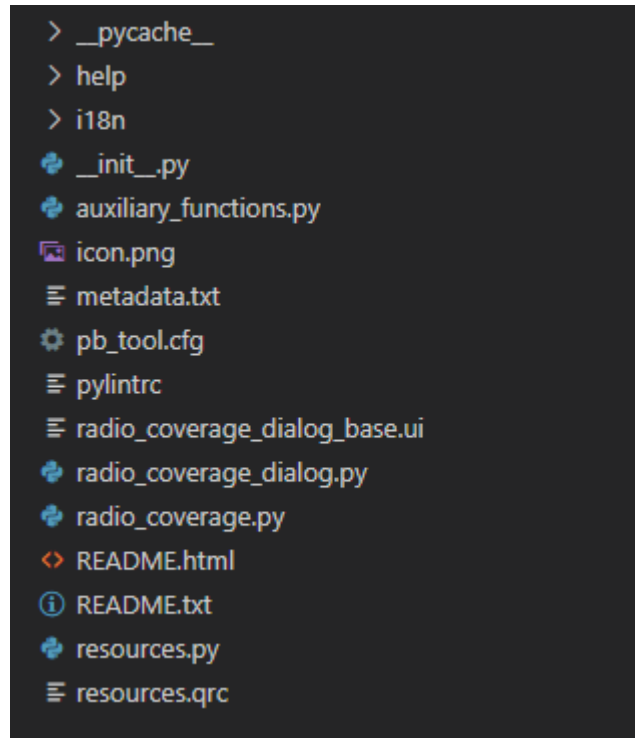 __pycache__
help
i18n
__init__.py
auxiliary_functions.py
icon.png
metadata.txt
pb_tool.cfg
pylintrc
radio_coverage_dialog_base.ui
radio_coverage_dialog.py
radio_coverage.py
README.html
README.txt
resources.py
resources.qrc